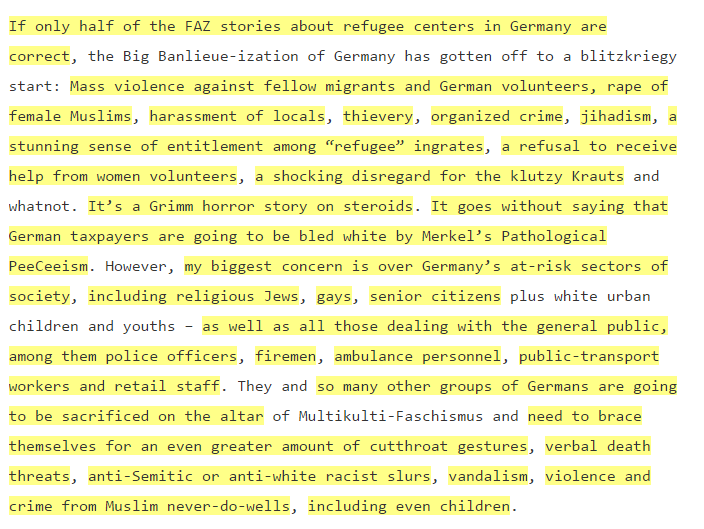 If only half of the FAZ stories about refugee centers in Germany are
correct, the Big Banlieue-ization of Germany has gotten off to a blitzkriegy
start: Mass violence against fellow migrants and German volunteers, rape of
female Muslims, harassment of locals, thievery, organized crime, jihadism, a
stunning sense of entitlement among “refugee” ingrates, a refusal to receive
help from women volunteers, a shocking disregard for the klutzy Krauts and
whatnot. It’s a Grimm horror story on steroids. It goes without saying that
German taxpayers are going to be bled white by Merkel’s Pathological
PeeCeeism. However, my biggest concern is over Germany’s at-risk sectors of
society, including religious Jews, gays, senior citizens plus white urban
children and youths – as well as all those dealing with the general public,
among them police officers, firemen, ambulance personnel, public-transport
workers and retail staff. They and so many other groups of Germans are going
to be sacrificed on the altar of Multikulti-Faschismus and need to brace
themselves for an even greater amount of cutthroat gestures, verbal death
threats, anti-Semitic or anti-white racist slurs, vandalism, violence and
crime from Muslim never-do-wells, including even children.